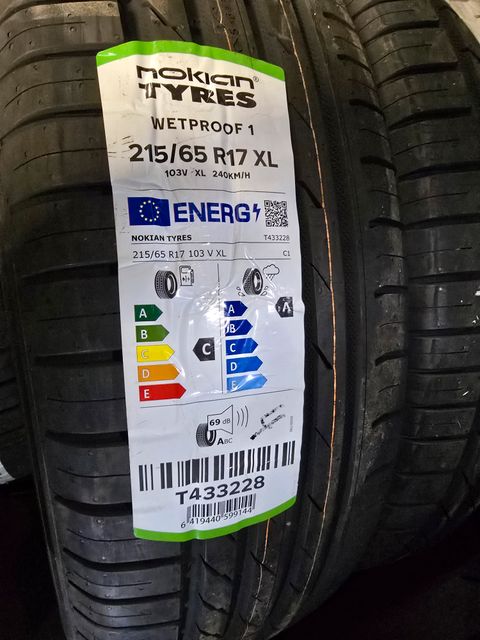 nokian®
TYRES
WETPROOF 1
215/65 R17 XL
103V XL 240KM/H
ENERG
NOKIAN TYRES T433228
215/65 R17 103 V XL C1
A A A
B B
C C C
D D
E E
69 dB
ABC
T433228
6 419440 599144